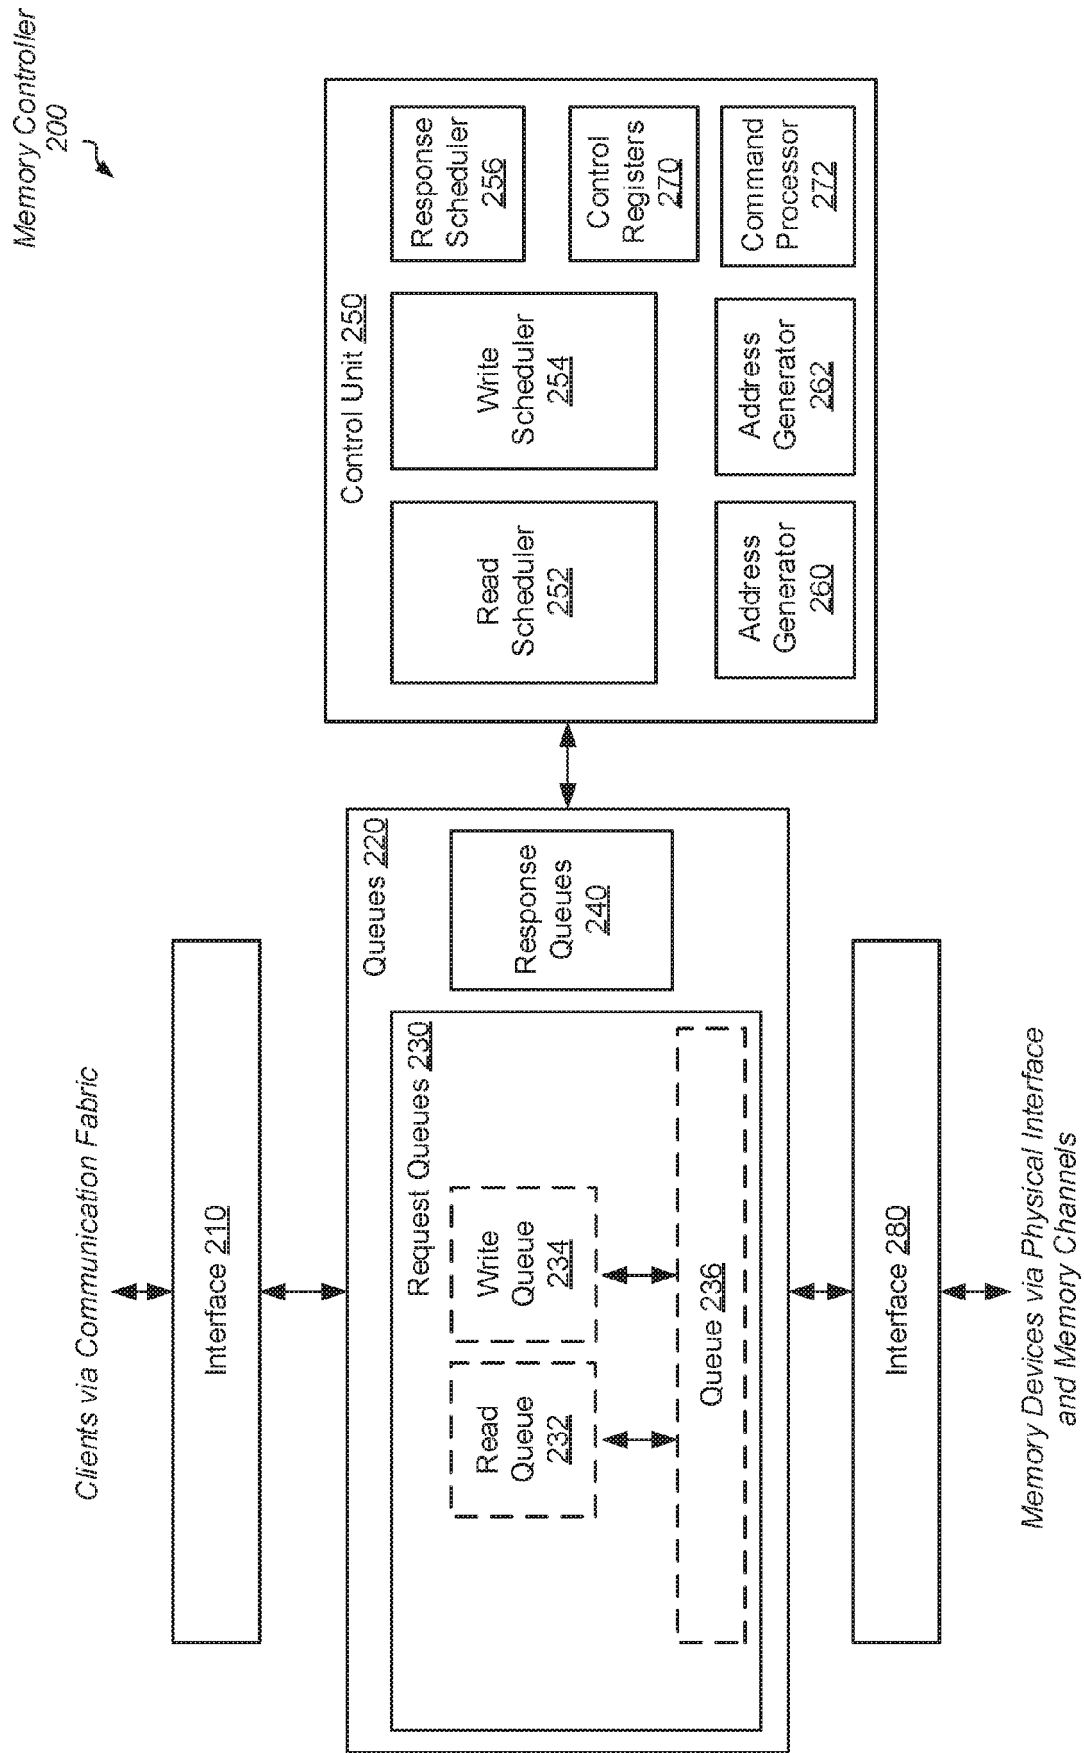 Memory Controller
200
Clients via Communication Fabric
Interface 210
Queues 220
Request Queues 230
Read
Queue
232
Write
Queue
234
Queue 236
Response
Queues
240
Interface 280
Memory Devices via Physical Interface
and Memory Channels
Control Unit 250
Read
Scheduler
252
Write
Scheduler
254
Response
Scheduler
256
Control
Registers
270
Address
Generator
260
Address
Generator
262
Command
Processor
272